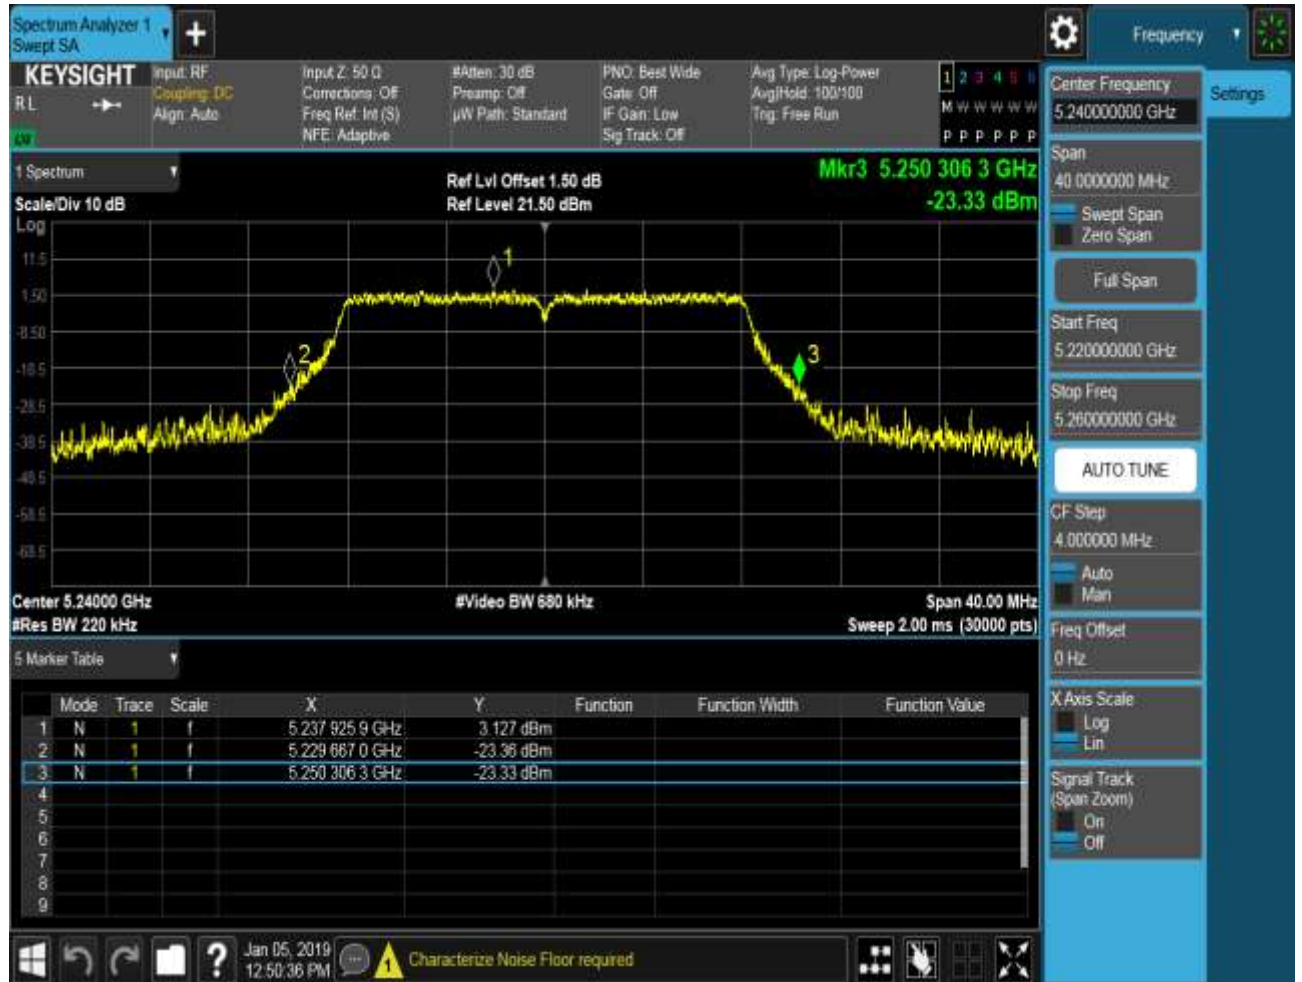 Spectrum Analyzer 1
Swept SA
+
Frequency
KEYSIGHT
RL
Input: RF
Coupling: DC
Align: Auto
Input Z: 50 Ω
Corrections: Off
Freq Ref: Int (S)
NFE: Adaptive
#Atten: 30 dB
Preamp: Off
µW Path: Standard
PNO: Best Wide
Gate: Off
IF Gain: Low
Sig Track: Off
Avg Type: Log-Power
Avg|Hold: 100/100
Trig: Free Run
1 2 3 4 5 6
M W W W W W
P P P P P P
1 Spectrum
Scale/Div 10 dB
Log
Ref Lvl Offset 1.50 dB
Ref Level 21.50 dBm
Mkr3 5.250 306 3 GHz
-23.33 dBm
11.5
1.50
-8.50
-18.5
-28.5
-38.5
-48.5
-58.5
-68.5
1
2
3
Center 5.24000 GHz
#Res BW 220 kHz
#Video BW 680 kHz
Span 40.00 MHz
Sweep 2.00 ms (30000 pts)
5 Marker Table
Mode Trace Scale X Y Function Function Width Function Value
1 N 1 f 5.237 925 9 GHz 3.127 dBm
2 N 1 f 5.229 667 0 GHz -23.36 dBm
3 N 1 f 5.250 306 3 GHz -23.33 dBm
4
5
6
7
8
9
Center Frequency
5.240000000 GHz
Settings
Span
40.0000000 MHz
Swept Span
Zero Span
Full Span
Start Freq
5.220000000 GHz
Stop Freq
5.260000000 GHz
AUTO TUNE
CF Step
4.000000 MHz
Auto
Man
Freq Offset
0 Hz
X Axis Scale
Log
Lin
Signal Track
(Span Zoom)
On
Off
?
Jan 05, 2019
12:50:36 PM
1
Characterize Noise Floor required